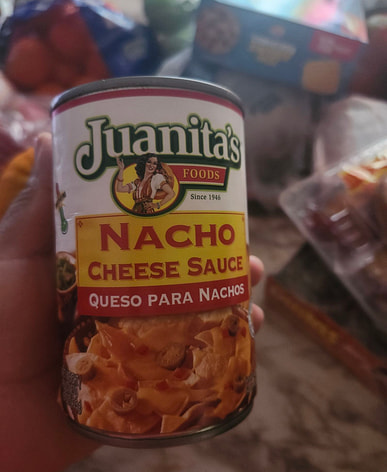 Juanita's
FOODS
Since 1946
NACHO
CHEESE SAUCE
QUESO PARA NACHOS